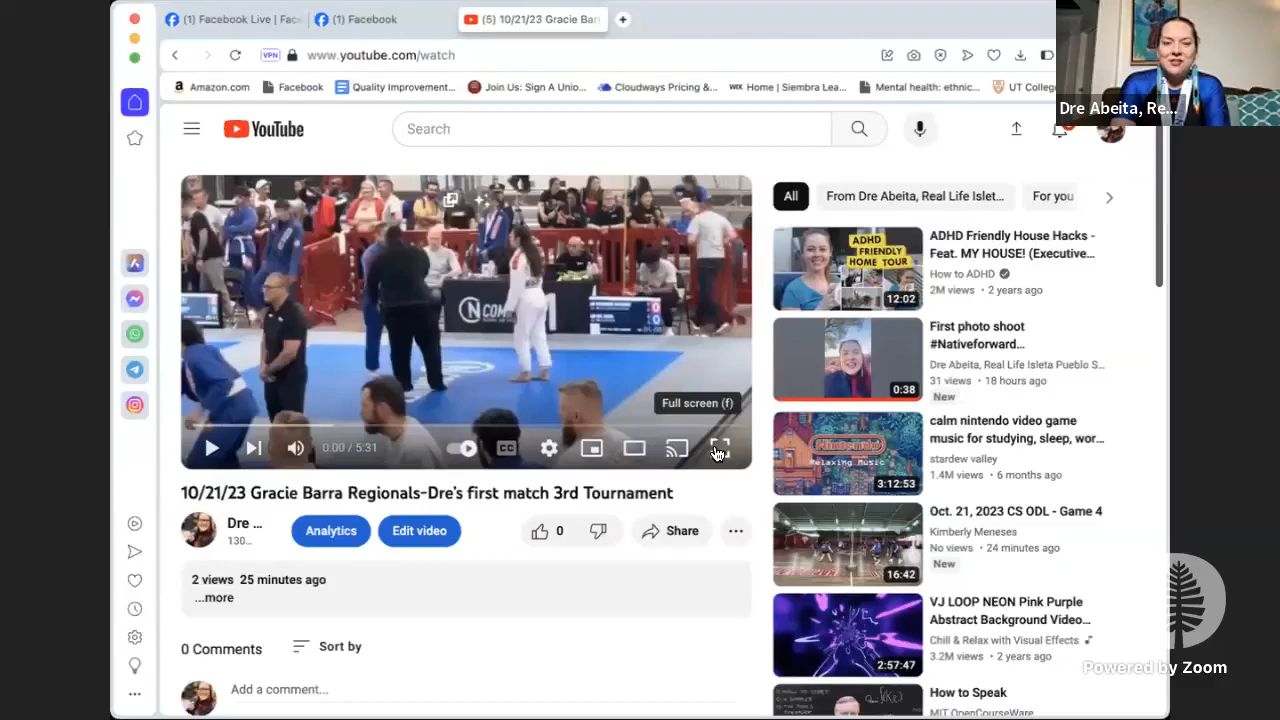 (1) Facebook Live | Face
(1) Facebook
(5) 10/21/23 Gracie Bar
VPN
www.youtube.com/watch
Amazon.com
Facebook
Quality Improvement...
Join Us: Sign A Unio...
Cloudways Pricing &...
WIX Home | Siembra Lea...
Mental health: ethnic...
UT Colleg
Dre Abeita, Re...
YouTube
Search
All
From Dre Abeita, Real Life Islet...
For you
ADHD FRIENDLY HOME TOUR
12:02
ADHD Friendly House Hacks -
Feat. MY HOUSE! (Executive...
How to ADHD
2M views • 2 years ago
0:38
First photo shoot
#Nativeforward...
Dre Abeita, Real Life Isleta Pueblo S...
31 views • 18 hours ago
New
Nintendo
Relaxing Music
3:12:53
calm nintendo video game
music for studying, sleep, wor...
stardew valley
1.4M views • 6 months ago
16:42
Oct. 21, 2023 CS ODL - Game 4
Kimberly Meneses
No views • 24 minutes ago
New
2:57:47
VJ LOOP NEON Pink Purple
Abstract Background Video...
Chill & Relax with Visual Effects
3.2M views • 2 years ago
How to Speak
MIT OpenCourseWare
Full screen (f)
0:00 / 5:31
CC
10/21/23 Gracie Barra Regionals-Dre's first match 3rd Tournament
Dre ...
130...
Analytics
Edit video
0
Share
2 views 25 minutes ago
...more
0 Comments
Sort by
Add a comment...
Powered by Zoom